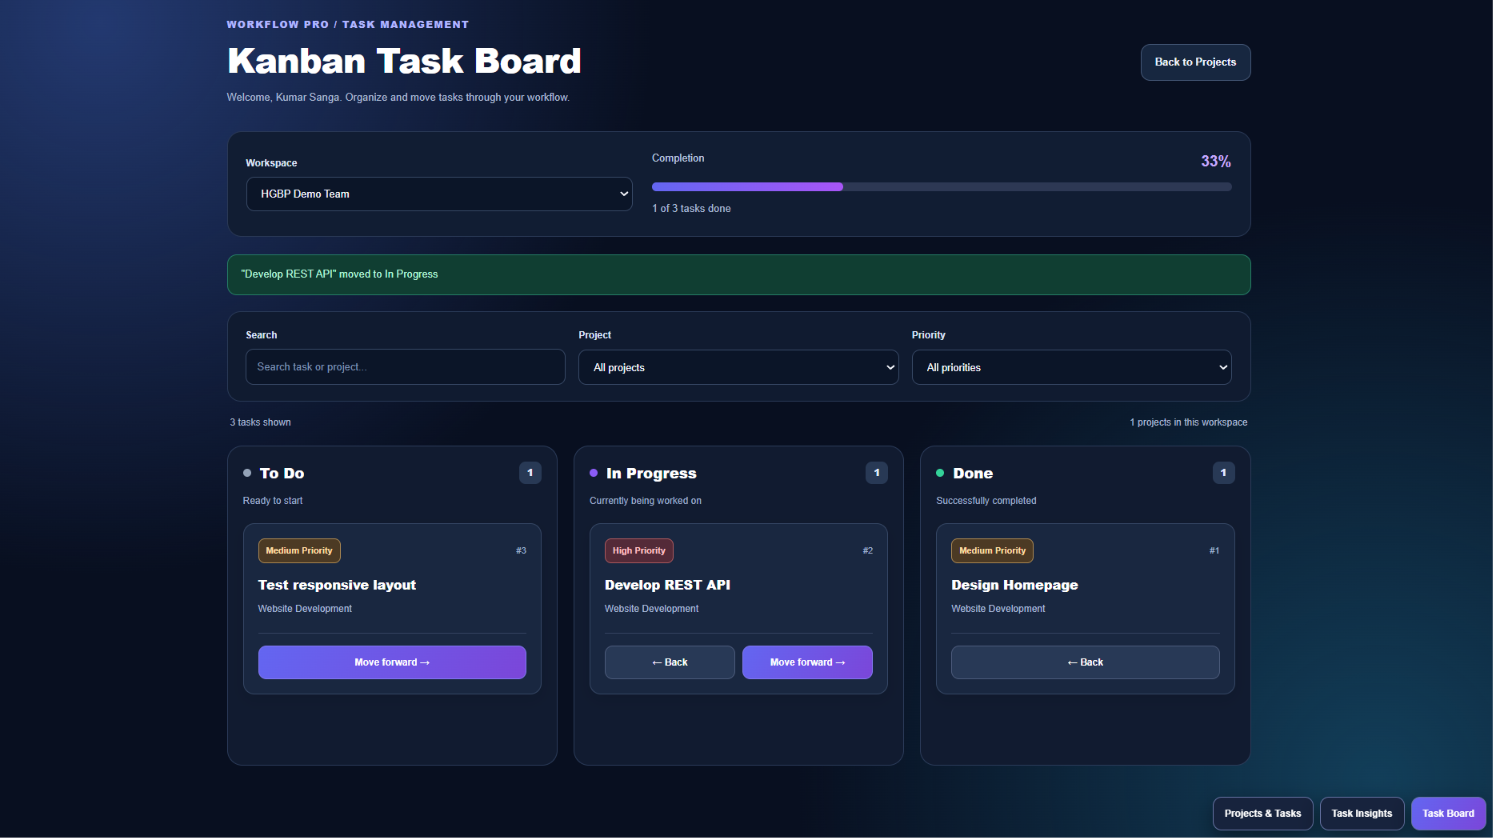 WORKFLOW PRO / TASK MANAGEMENT
Kanban Task Board
Back to Projects
Welcome, Kumar Sanga. Organize and move tasks through your workflow.
Workspace
HGBP Demo Team
Completion
33%
1 of 3 tasks done
"Develop REST API" moved to In Progress
Search
Search task or project...
Project
All projects
Priority
All priorities
3 tasks shown
1 projects in this workspace
To Do
1
Ready to start
Medium Priority
#3
Test responsive layout
Website Development
Move forward →
In Progress
1
Currently being worked on
High Priority
#2
Develop REST API
Website Development
← Back
Move forward →
Done
1
Successfully completed
Medium Priority
#1
Design Homepage
Website Development
← Back
Projects & Tasks
Task Insights
Task Board